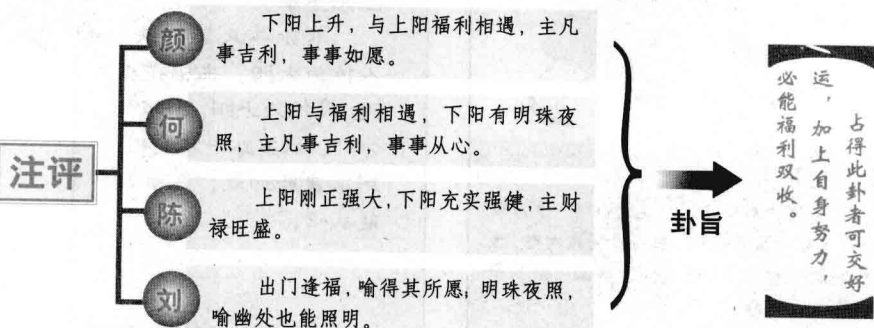 注评
颜
下阳上升，与上阳福利相遇，主凡
事吉利，事事如愿。
何
上阳与福利相遇，下阳有明珠夜
照，主凡事吉利，事事从心。
陈
上阳刚正强大，下阳充实强健，主财
禄旺盛。
刘
出门逢福，喻得其所愿；明珠夜照，
喻幽处也能照明。
卦旨
占得此卦者可交好
运，加上自身努力，
必能福利双收。